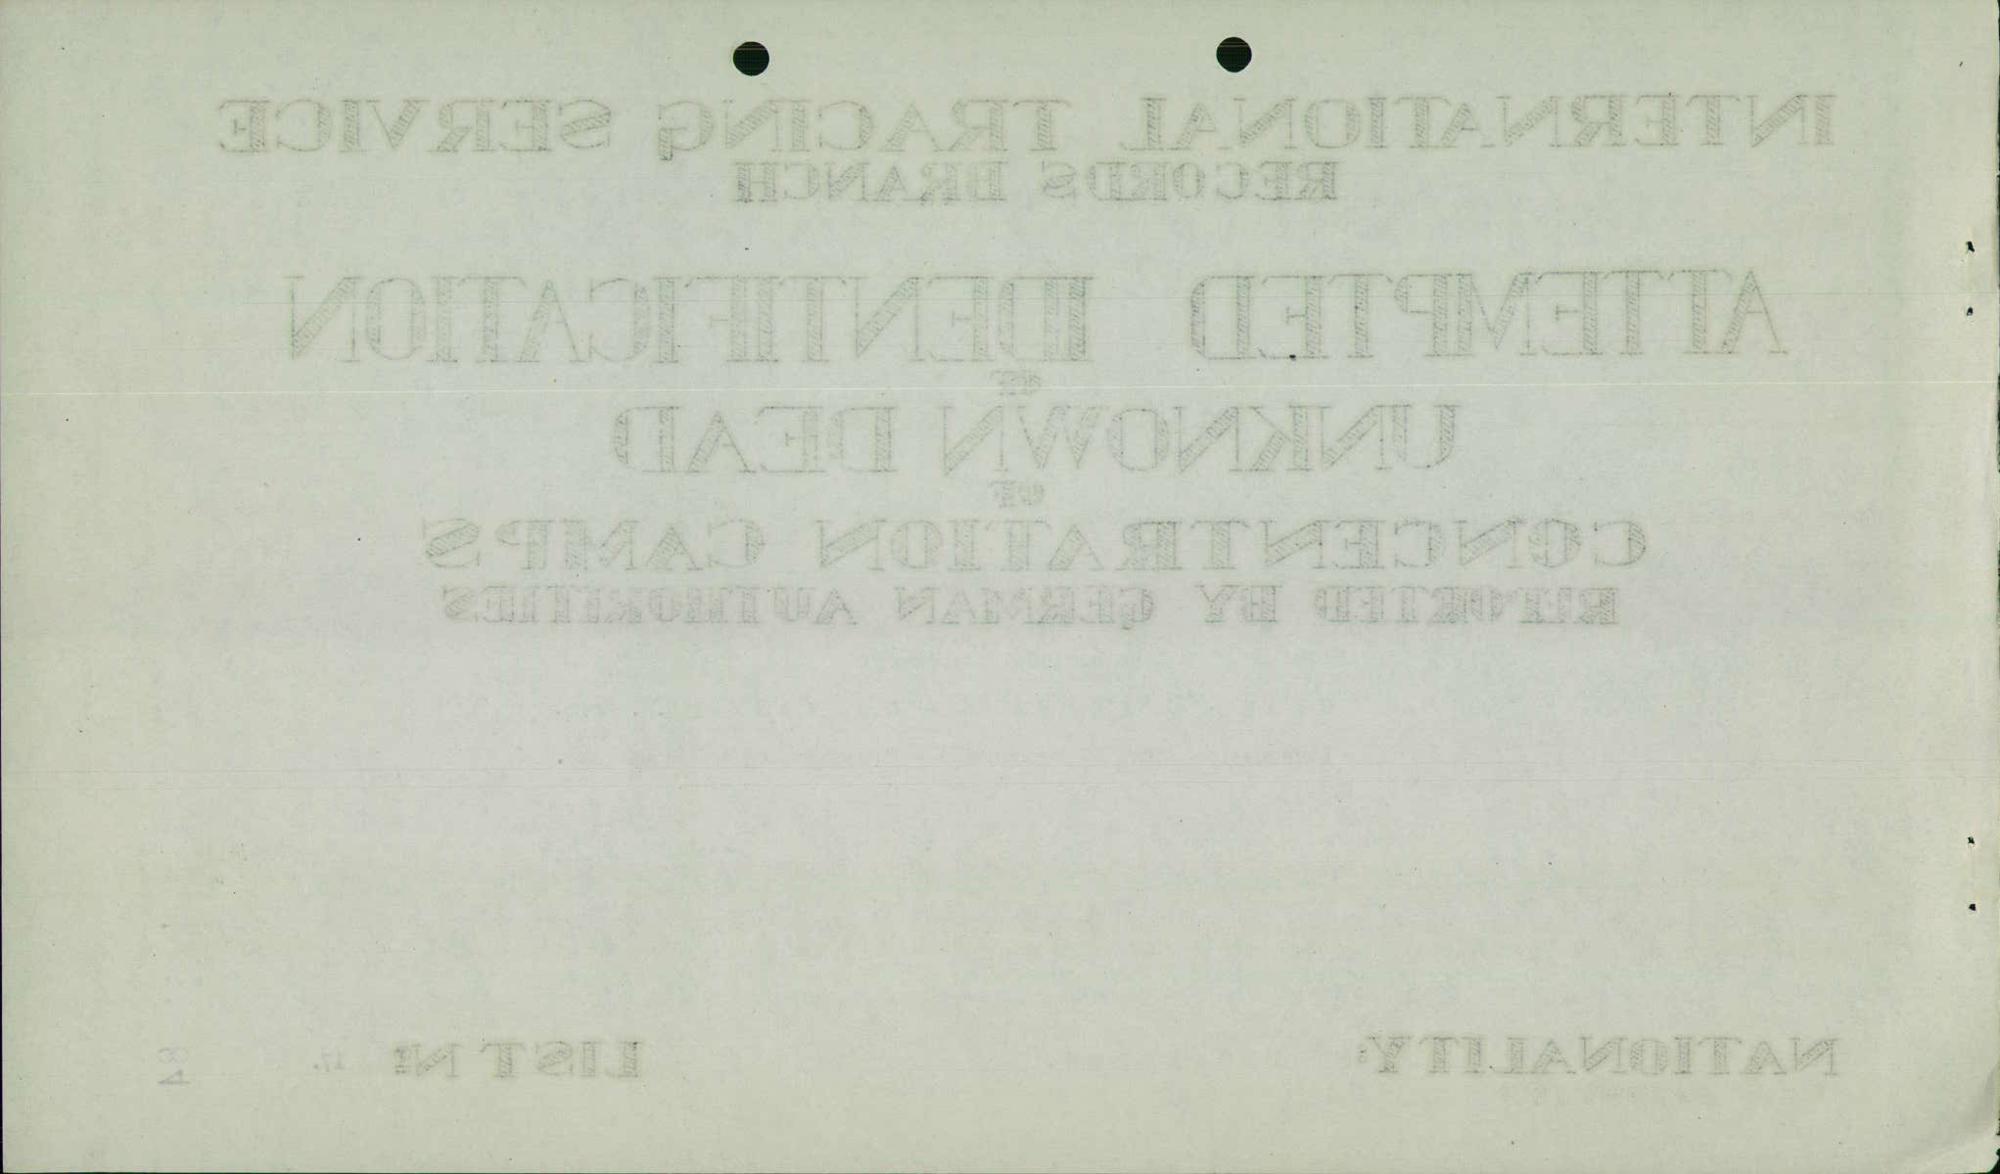 INTERNATIONAL TRACING SERVICE
RECORDS BRANCH
ATTEMPTED IDENTIFICATION
OF
UNKNOWN DEAD
OF
CONCENTRATION CAMPS
REPORTED BY GERMAN AUTHORITIES
NATIONALITY:
LIST Nº 17.